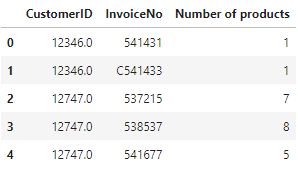 CustomerID InvoiceNo Number of products
0 12346.0 541431 1
1 12346.0 C541433 1
2 12747.0 537215 7
3 12747.0 538537 8
4 12747.0 541677 5